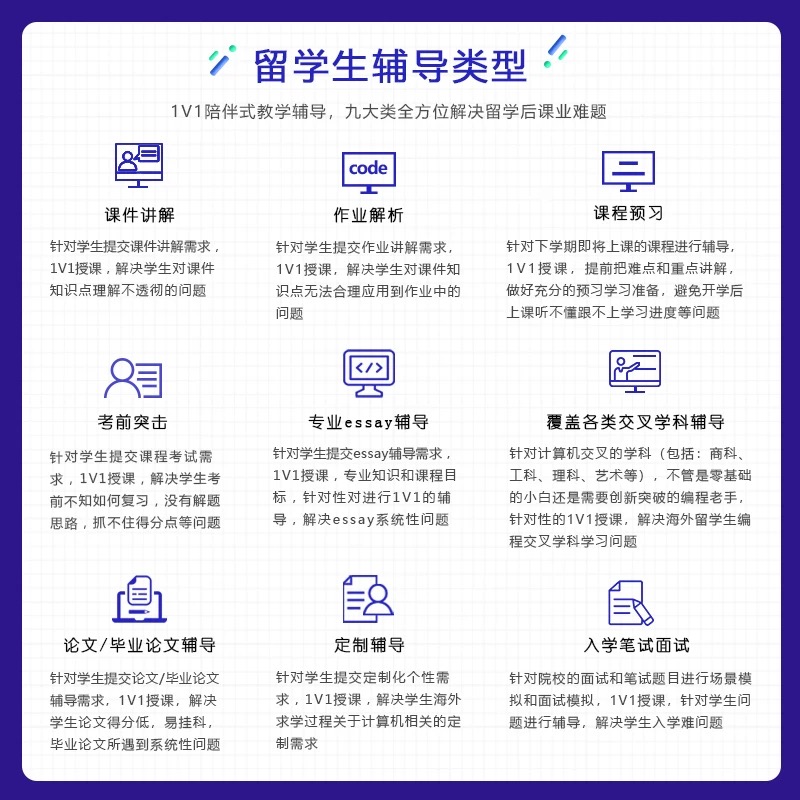 留学生辅导类型
1V1陪伴式教学辅导，九大类全方位解决留学后课业难题
课件讲解
针对学生提交课件讲解需求，
1V1授课，解决学生对课件
知识点理解不透彻的问题
code
作业解析
针对学生提交作业讲解需求，
1V1授课，解决学生对课件知
识点无法合理应用到作业中的
问题
课程预习
针对下学期即将上课的课程进行辅导，
1V1授课，提前把难点和重点讲解，
做好充分的预习学习准备，避免开学后
上课听不懂跟不上学习进度等问题
考前突击
针对学生提交课程考试需
求，1V1授课，解决学生考
前不知如何复习，没有解题
思路，抓不住得分点等问题
</>
专业essay辅导
针对学生提交essay辅导需求，
1V1授课，专业知识和课程目
标，针对性对进行1V1的辅
导，解决essay系统性问题
覆盖各类交叉学科辅导
针对计算机交叉的学科（包括：商科、
工科、理科、艺术等），不管是零基础
的小白还是需要创新突破的编程老手，
针对性的1V1授课，解决海外留学生编
程交叉学科学习问题
论文/毕业论文辅导
针对学生提交论文/毕业论文
辅导需求，1V1授课，解决
学生论文得分低，易挂科，
毕业论文所遇到系统性问题
定制辅导
针对学生提交定制化个性需
求，1V1授课，解决学生海外
求学过程关于计算机相关的定
制需求
入学笔试面试
针对院校的面试和笔试题目进行场景模
拟和面试模拟，1V1授课，针对学生问
题进行辅导，解决学生入学难问题